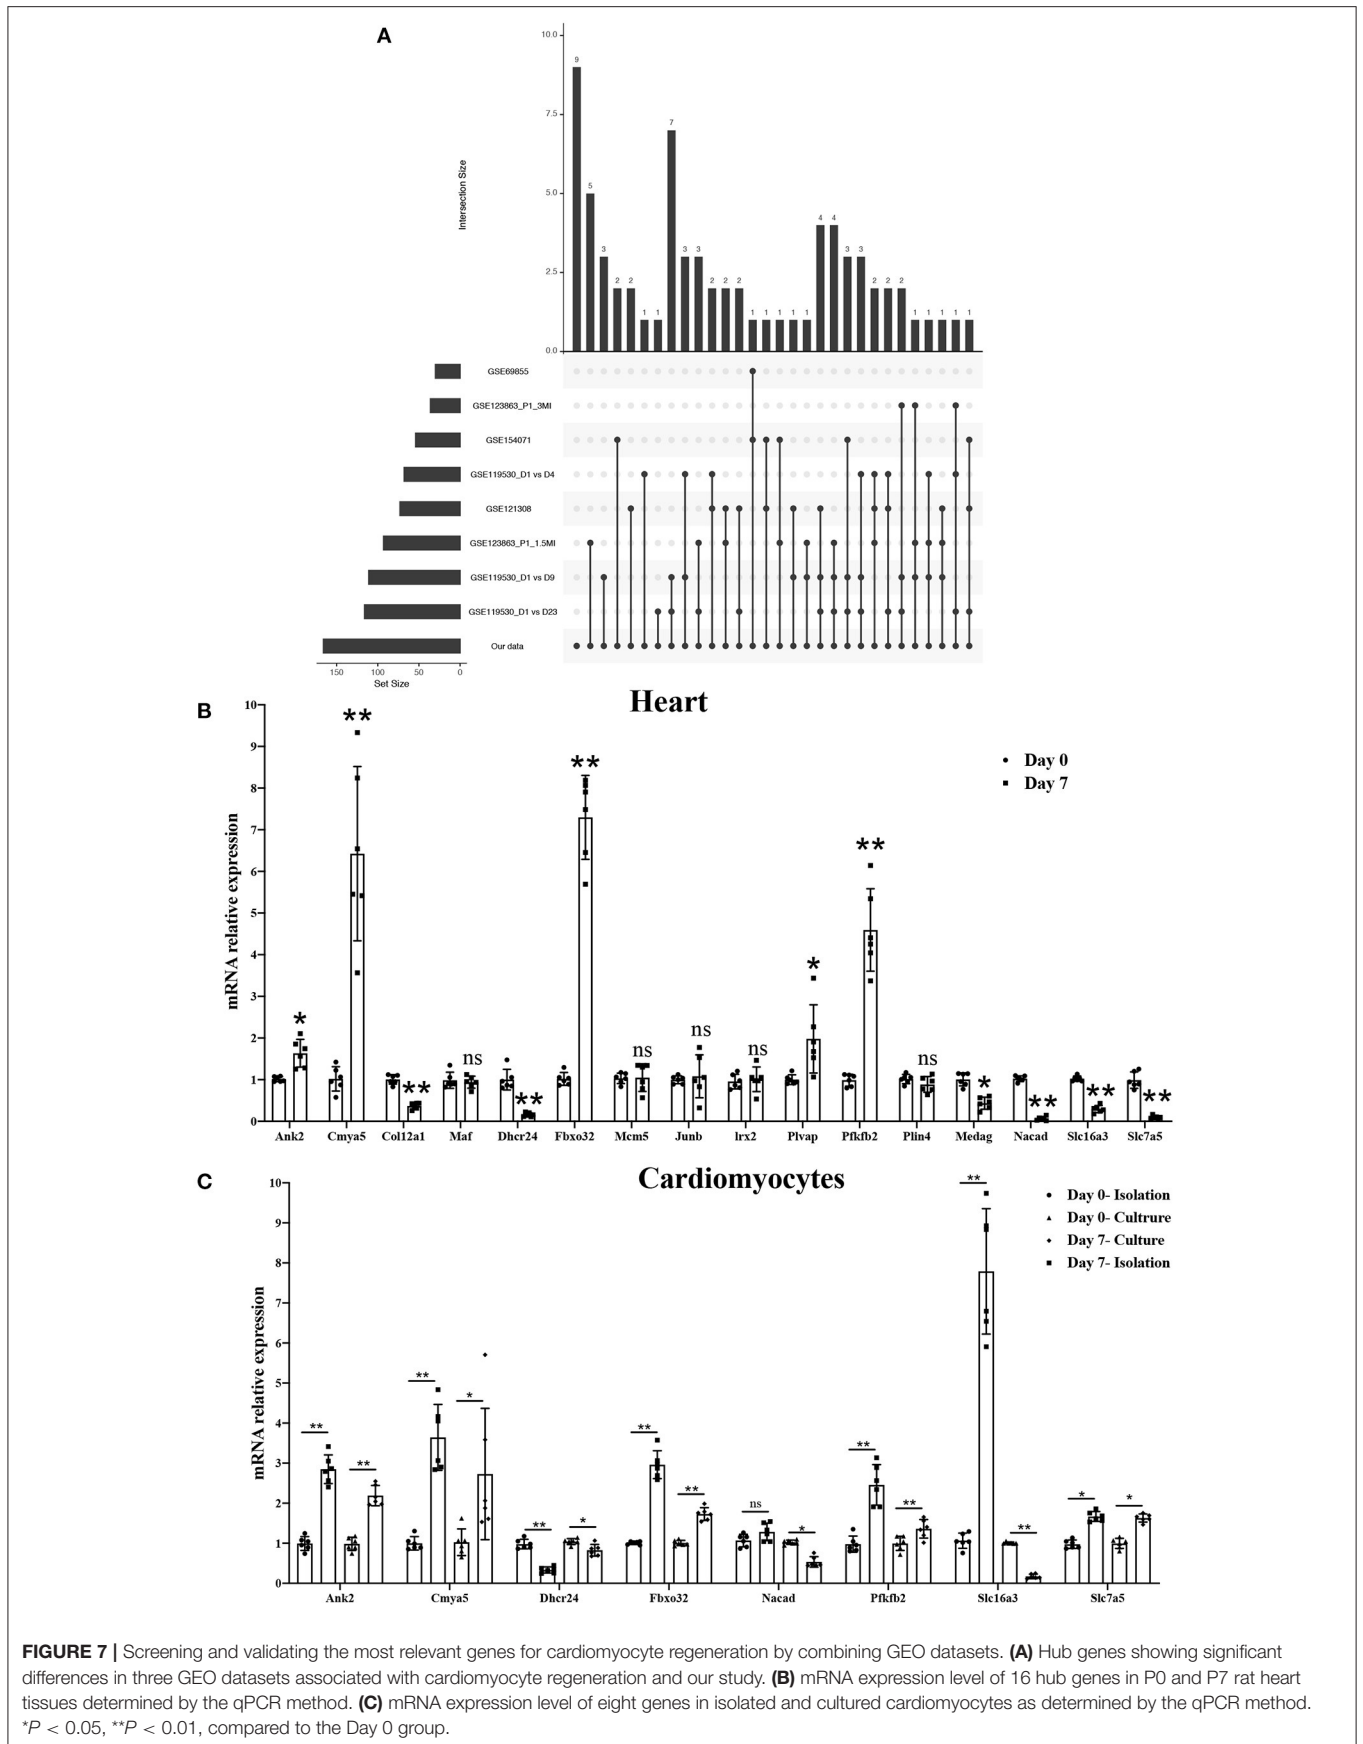 A
10.0
9
7.5
7
5.0
5
4 4
3 3 3 3 3
2.5
2 2 2 2 2 2 2 2
1 1 1 1 1 1 1 1 1 1 1 1
0.0
Intersection Size
GSE69855
GSE123863_P1_3MI
GSE154071
GSE119530_D1 vs D4
GSE121308
GSE123863_P1_1.5MI
GSE119530_D1 vs D9
GSE119530_D1 vs D23
Our data
150 100 50 0
Set Size
B
Heart
mRNA relative expression
10
9
8
7
6
5
4
3
2
1
0
Day 0
Day 7
* ** ** ns ** ** ns ns ns * ** ns * ** ** **
Ank2 Cmya5 Col12a1 Maf Dhcr24 Fbxo32 Mcm5 Junb lrx2 Plvap Pfkfb2 Plin4 Medag Nacad Slc16a3 Slc7a5
C
Cardiomyocytes
mRNA relative expression
10
9
8
7
6
5
4
3
2
1
0
Day 0- Isolation
Day 0- Cultrure
Day 7- Culture
Day 7- Isolation
** ** ** * ** * ** ** ns * ** ** ** ** * *
Ank2 Cmya5 Dhcr24 Fbxo32 Nacad Pfkfb2 Slc16a3 Slc7a5
FIGURE 7 | Screening and validating the most relevant genes for cardiomyocyte regeneration by combining GEO datasets. (A) Hub genes showing significant
differences in three GEO datasets associated with cardiomyocyte regeneration and our study. (B) mRNA expression level of 16 hub genes in P0 and P7 rat heart
tissues determined by the qPCR method. (C) mRNA expression level of eight genes in isolated and cultured cardiomyocytes as determined by the qPCR method.
*P < 0.05, **P < 0.01, compared to the Day 0 group.